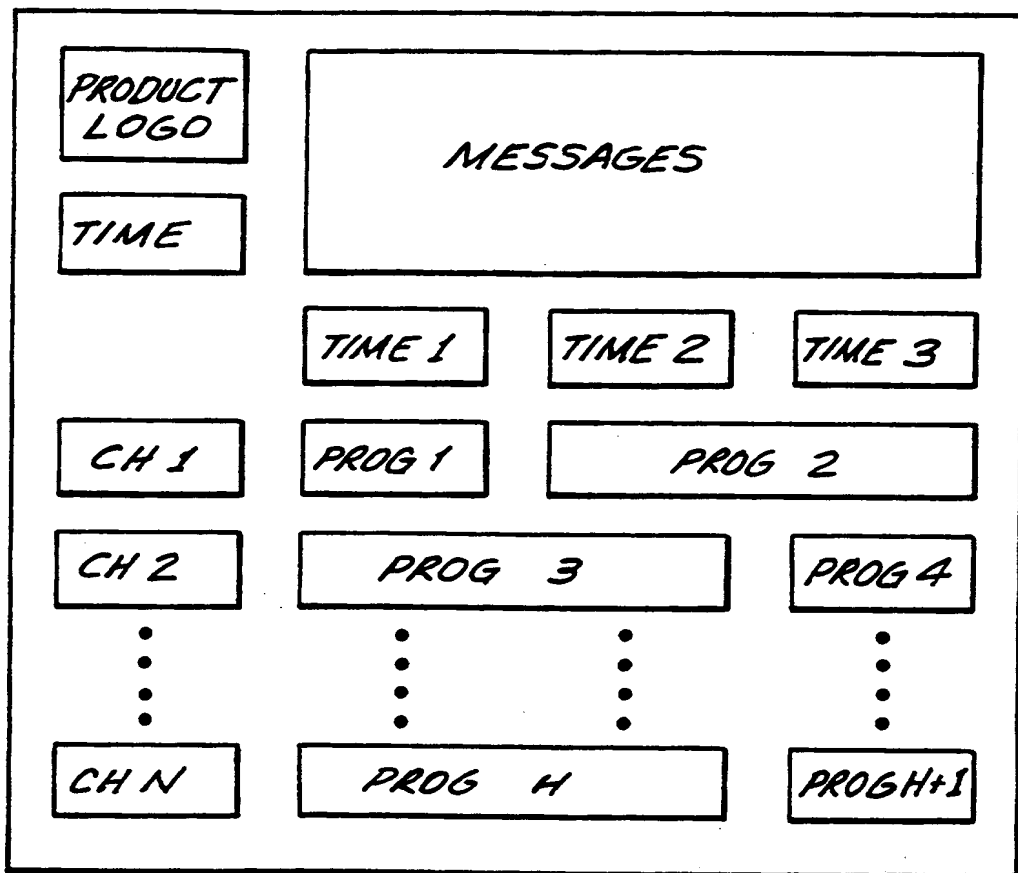 PRODUCT
LOGO
MESSAGES
TIME
TIME 1
TIME 2
TIME 3
CH 1
PROG 1
PROG 2
CH 2
PROG 3
PROG 4
CH N
PROG H
PROG H+1